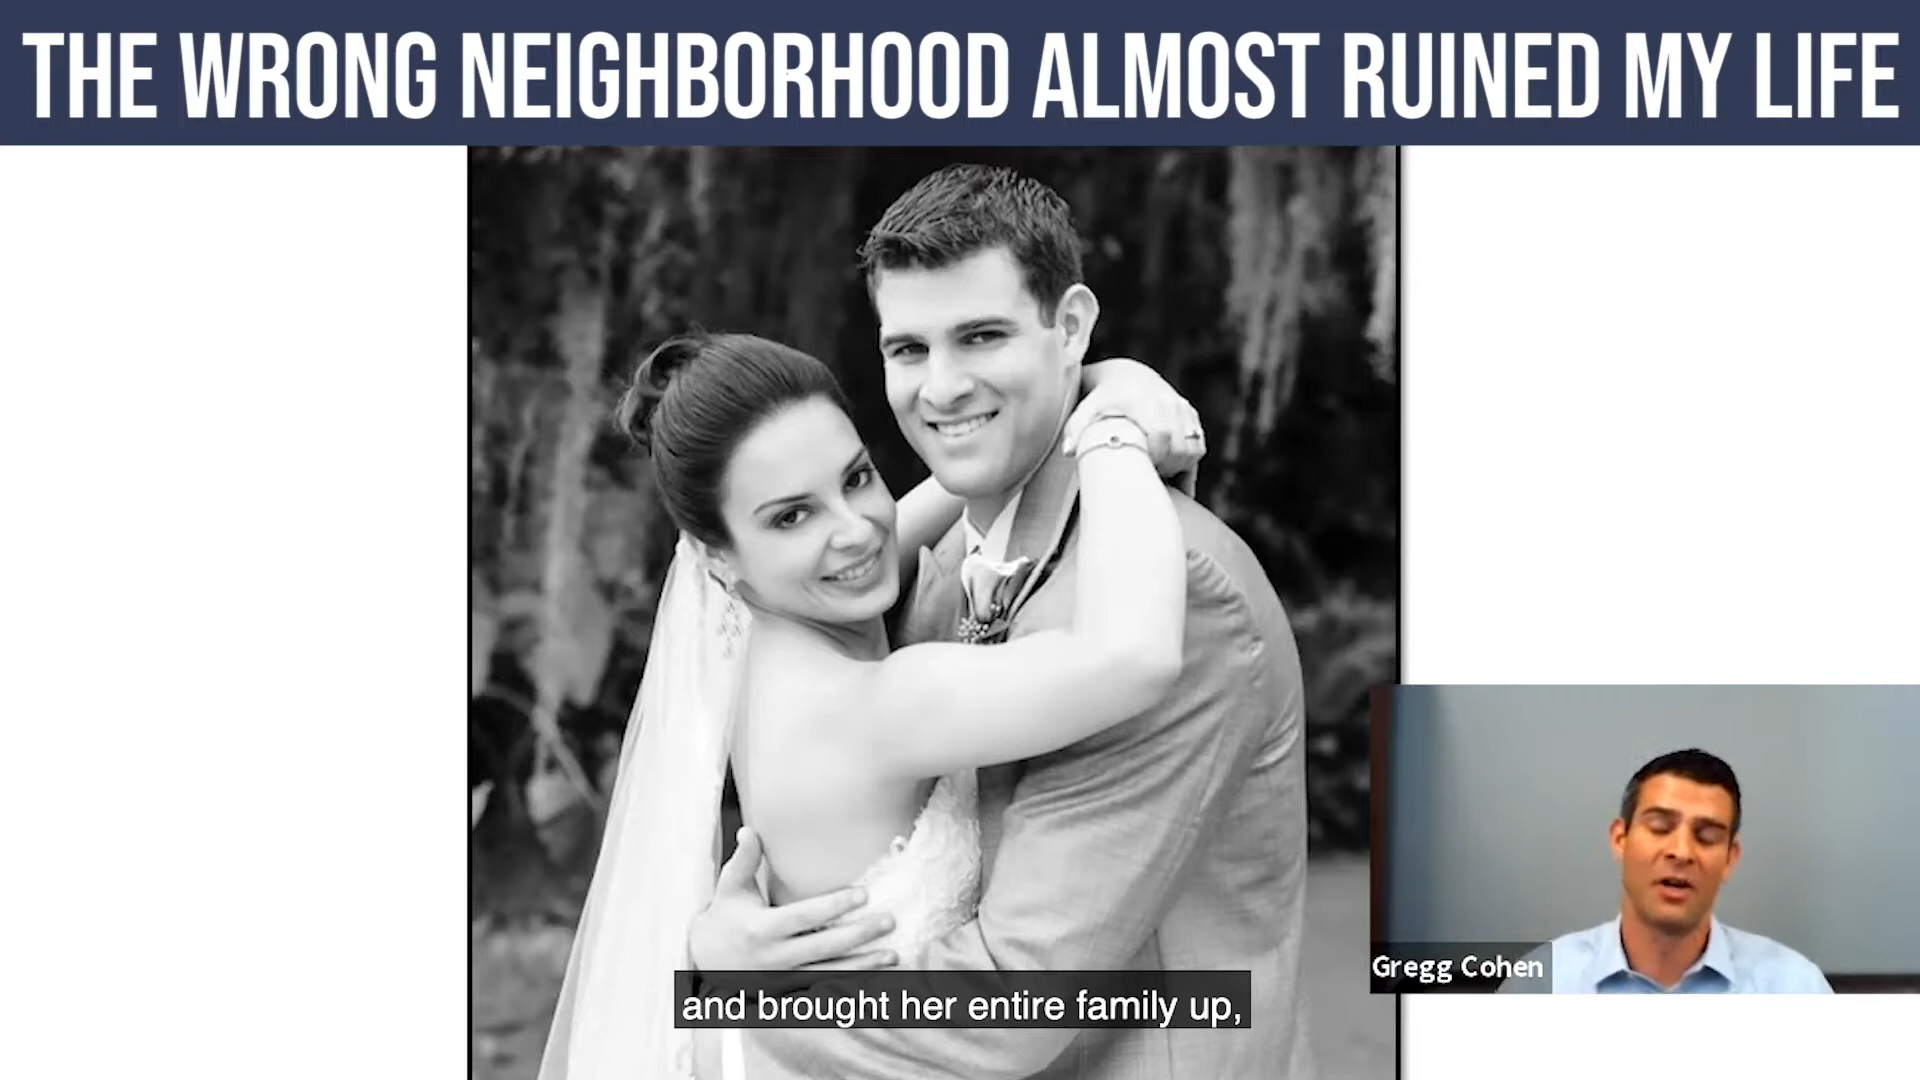 THE WRONG NEIGHBORHOOD ALMOST RUINED MY LIFE
Gregg Cohen
and brought her entire family up,